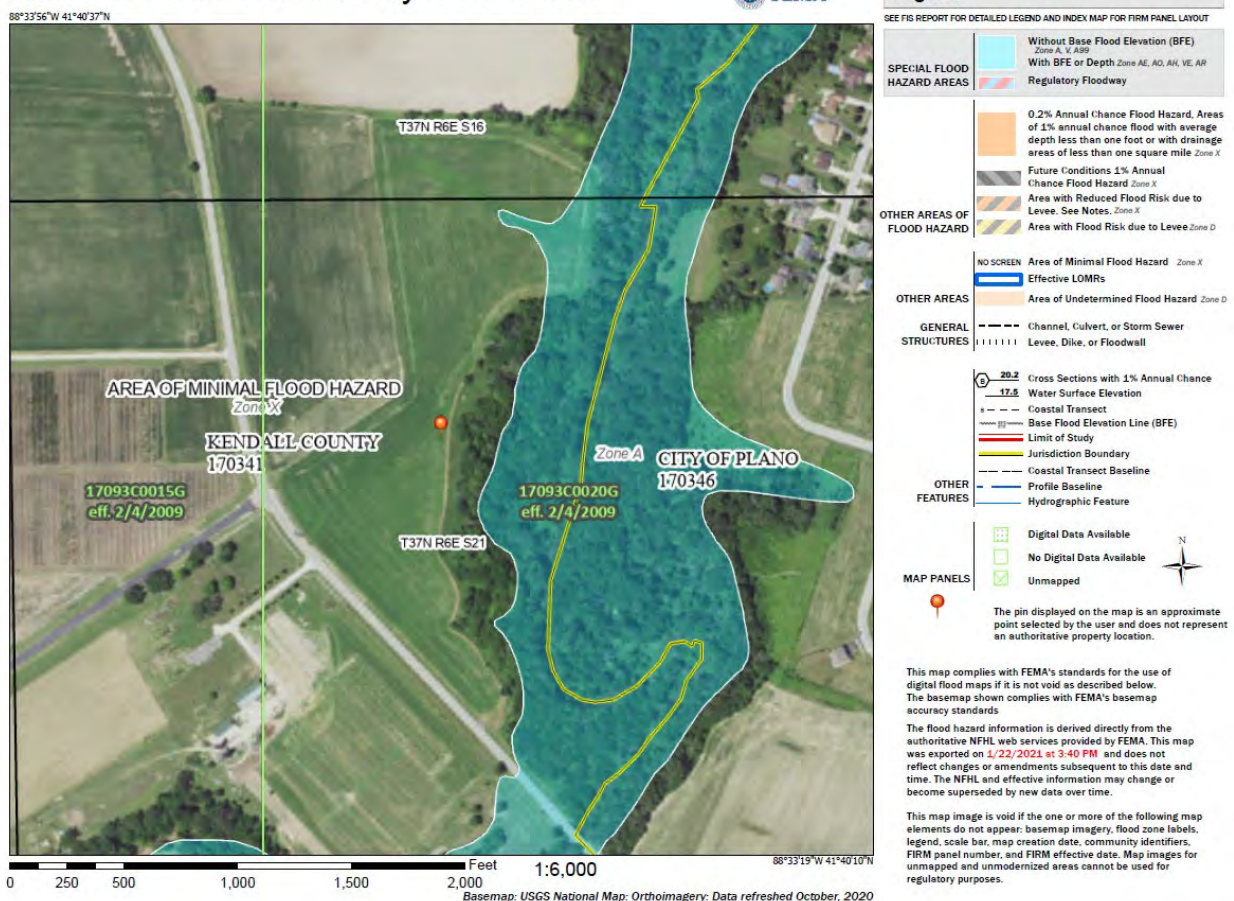 88°33'56"W 41°40'37"N
T37N R6E S16
AREA OF MINIMAL FLOOD HAZARD
Zone X
KENDALL COUNTY
170341
Zone A
CITY OF PLANO
170346
17093C0015G
eff. 2/4/2009
17093C0020G
eff. 2/4/2009
T37N R6E S21
88°33'19"W 41°40'10"N
Feet
1:6,000
0 250 500 1,000 1,500 2,000
Basemap: USGS National Map: Orthoimagery: Data refreshed October, 2020
SEE FIS REPORT FOR DETAILED LEGEND AND INDEX MAP FOR FIRM PANEL LAYOUT
SPECIAL FLOOD
HAZARD AREAS
Without Base Flood Elevation (BFE)
Zone A, V, A99
With BFE or Depth Zone AE, AO, AH, VE, AR
Regulatory Floodway
0.2% Annual Chance Flood Hazard, Areas
of 1% annual chance flood with average
depth less than one foot or with drainage
areas of less than one square mile Zone X
Future Conditions 1% Annual
Chance Flood Hazard Zone X
Area with Reduced Flood Risk due to
Levee. See Notes. Zone X
Area with Flood Risk due to Levee Zone D
OTHER AREAS OF
FLOOD HAZARD
NO SCREEN Area of Minimal Flood Hazard Zone X
Effective LOMRs
OTHER AREAS
Area of Undetermined Flood Hazard Zone D
GENERAL
STRUCTURES
Channel, Culvert, or Storm Sewer
Levee, Dike, or Floodwall
B 20.2 Cross Sections with 1% Annual Chance
17.5 Water Surface Elevation
8 Coastal Transect
Base Flood Elevation Line (BFE)
Limit of Study
Jurisdiction Boundary
Coastal Transect Baseline
OTHER
FEATURES
Profile Baseline
Hydrographic Feature
Digital Data Available
No Digital Data Available
Unmapped
N
MAP PANELS
The pin displayed on the map is an approximate
point selected by the user and does not represent
an authoritative property location.
This map complies with FEMA's standards for the use of
digital flood maps if it is not void as described below.
The basemap shown complies with FEMA's basemap
accuracy standards
The flood hazard information is derived directly from the
authoritative NFHL web services provided by FEMA. This map
was exported on 1/22/2021 at 3:40 PM and does not
reflect changes or amendments subsequent to this date and
time. The NFHL and effective information may change or
become superseded by new data over time.
This map image is void if the one or more of the following map
elements do not appear: basemap imagery, flood zone labels,
legend, scale bar, map creation date, community identifiers,
FIRM panel number, and FIRM effective date. Map images for
unmapped and unmodernized areas cannot be used for
regulatory purposes.